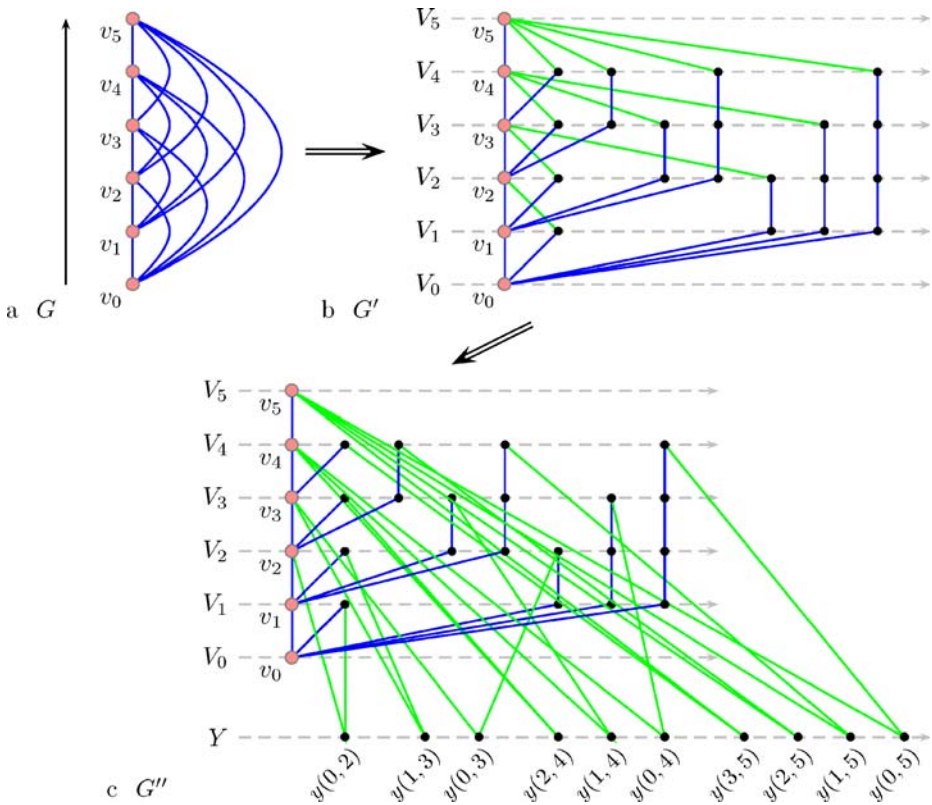 v₅
v₄
v₃
v₂
v₁
v₀
a G
V₅
v₅
V₄
v₄
V₃
v₃
V₂
v₂
V₁
v₁
V₀
v₀
b G′
V₅
v₅
V₄
v₄
V₃
v₃
V₂
v₂
V₁
v₁
V₀
v₀
Y
y(0, 2)
y(1, 3)
y(0, 3)
y(2, 4)
y(1, 4)
y(0, 4)
y(3, 5)
y(2, 5)
y(1, 5)
y(0, 5)
c G″